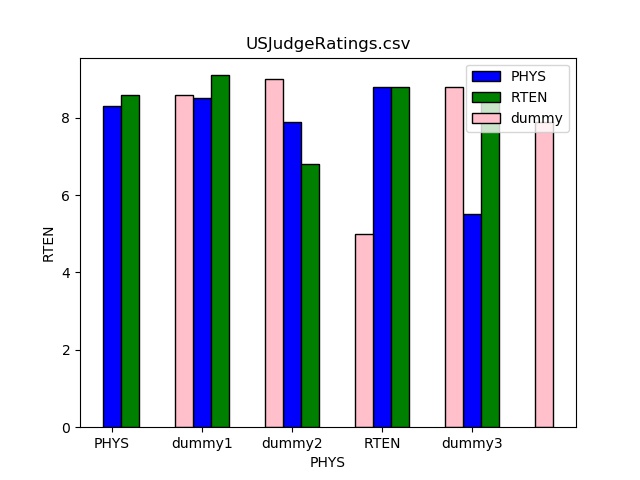 USJudgeRatings.csv
PHYS
RTEN
dummy
RTEN
8
6
4
2
0
PHYS dummy1 dummy2 RTEN dummy3
PHYS